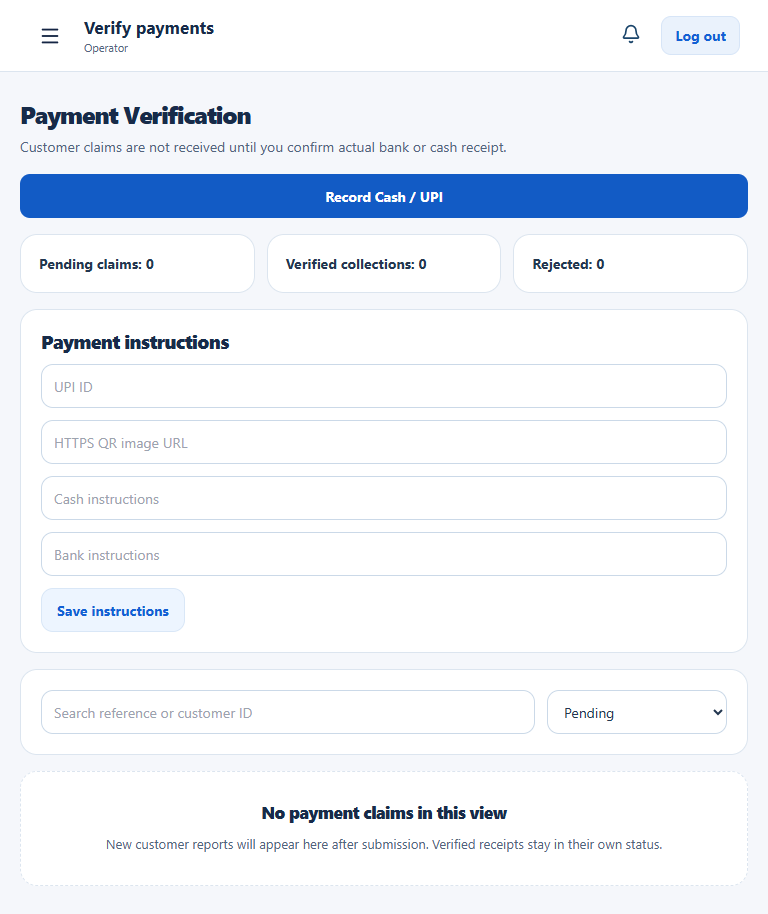 Verify payments
Operator
Log out
Payment Verification
Customer claims are not received until you confirm actual bank or cash receipt.
Record Cash / UPI
Pending claims: 0
Verified collections: 0
Rejected: 0
Payment instructions
UPI ID
HTTPS QR image URL
Cash instructions
Bank instructions
Save instructions
Search reference or customer ID
Pending
No payment claims in this view
New customer reports will appear here after submission. Verified receipts stay in their own status.